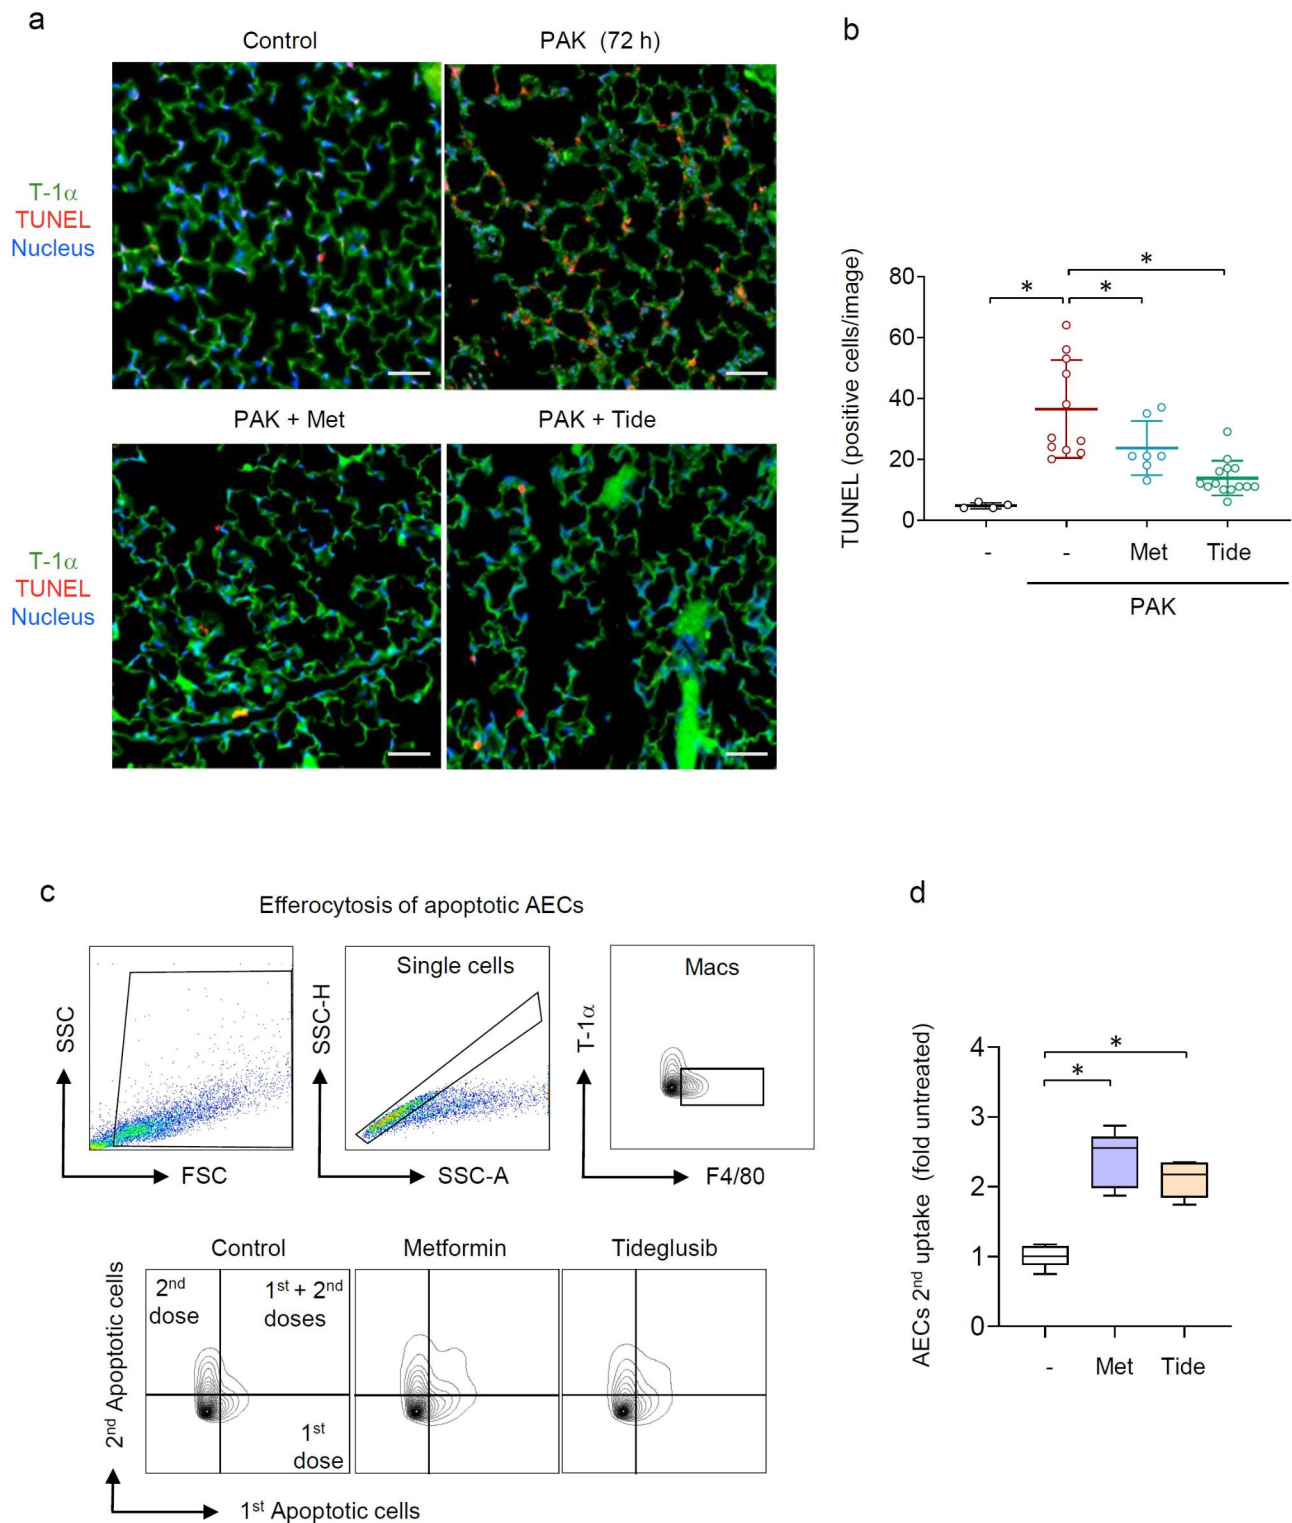 a
Control
PAK (72 h)
T-1α
TUNEL
Nucleus
PAK + Met
PAK + Tide
T-1α
TUNEL
Nucleus
b
TUNEL (positive cells/image)
80
60
40
20
0
*
*
*
-
-
Met
Tide
PAK
c
Efferocytosis of apoptotic AECs
SSC
FSC
Single cells
SSC-H
SSC-A
Macs
T-1α
F4/80
Control
Metformin
Tideglusib
2nd
dose
1st + 2nd
doses
1st
dose
2nd Apoptotic cells
1st Apoptotic cells
d
AECs 2nd uptake (fold untreated)
4
3
2
1
0
*
*
-
Met
Tide